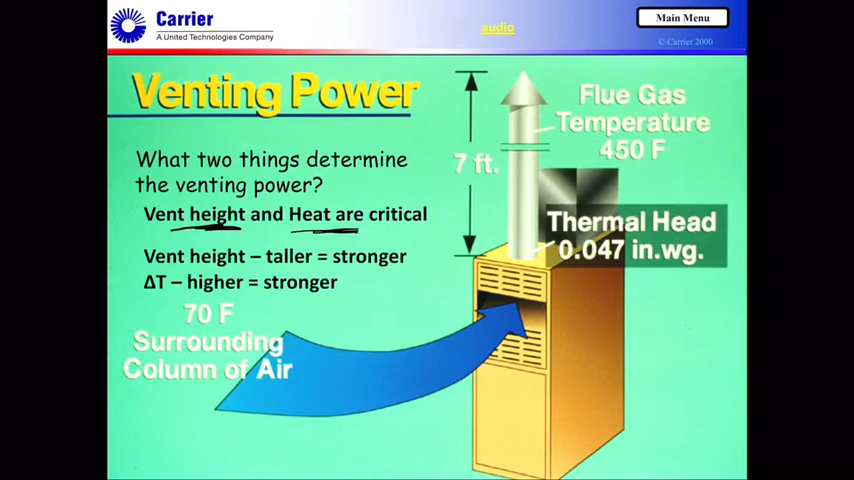 Carrier
A United Technologies Company
audio
Main Menu
© Carrier 2000
Venting Power
What two things determine
the venting power?
Vent height and Heat are critical
Vent height – taller = stronger
ΔT – higher = stronger
70 F
Surrounding
Column of Air
7 ft.
Flue Gas
Temperature
450 F
Thermal Head
0.047 in.wg.